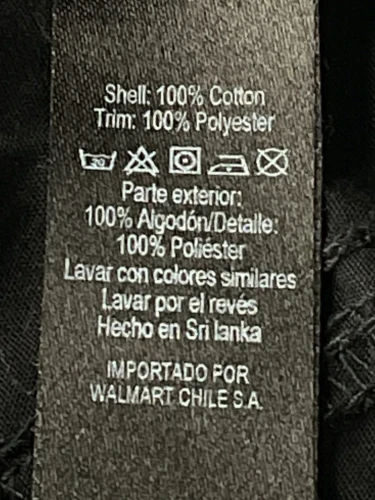 Shell: 100% Cotton
Trim: 100% Polyester
20
Parte exterior:
100% Algodón/Detalle:
100% Poliéster
Lavar con colores similares
Lavar por el revés
Hecho en Sri lanka
IMPORTADO POR
WALMART CHILE S.A.